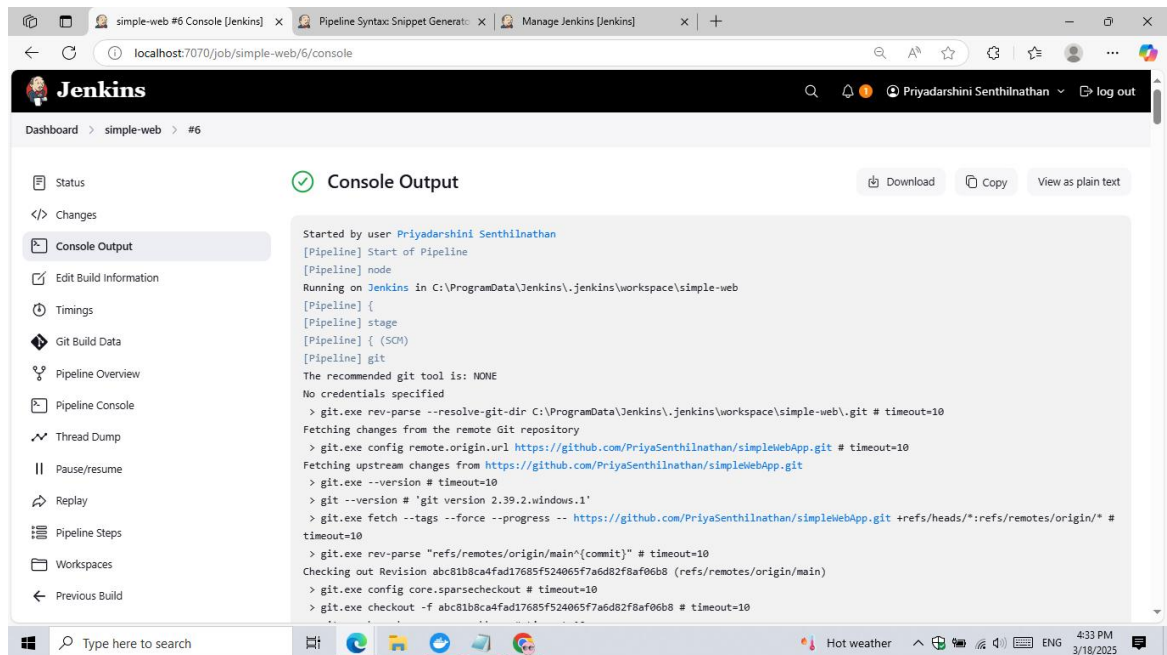 simple-web #6 Console [Jenkins]
Pipeline Syntax: Snippet Generato
Manage Jenkins [Jenkins]
localhost:7070/job/simple-web/6/console
Jenkins
1
Priyadarshini Senthilnathan
log out
Dashboard > simple-web > #6
Status
Changes
Console Output
Edit Build Information
Timings
Git Build Data
Pipeline Overview
Pipeline Console
Thread Dump
Pause/resume
Replay
Pipeline Steps
Workspaces
Previous Build
Console Output
Download
Copy
View as plain text
Started by user Priyadarshini Senthilnathan
[Pipeline] Start of Pipeline
[Pipeline] node
Running on Jenkins in C:\ProgramData\Jenkins\.jenkins\workspace\simple-web
[Pipeline] {
[Pipeline] stage
[Pipeline] { (SCM)
[Pipeline] git
The recommended git tool is: NONE
No credentials specified
> git.exe rev-parse --resolve-git-dir C:\ProgramData\Jenkins\.jenkins\workspace\simple-web\.git # timeout=10
Fetching changes from the remote Git repository
> git.exe config remote.origin.url https://github.com/PriyaSenthilnathan/simpleWebApp.git # timeout=10
Fetching upstream changes from https://github.com/PriyaSenthilnathan/simpleWebApp.git
> git.exe --version # timeout=10
> git --version # 'git version 2.39.2.windows.1'
> git.exe fetch --tags --force --progress -- https://github.com/PriyaSenthilnathan/simpleWebApp.git +refs/heads/*:refs/remotes/origin/* #
timeout=10
> git.exe rev-parse "refs/remotes/origin/main^{commit}" # timeout=10
Checking out Revision abc81b8ca4fad17685f524065f7a6d82f8af06b8 (refs/remotes/origin/main)
> git.exe config core.sparsecheckout # timeout=10
> git.exe checkout -f abc81b8ca4fad17685f524065f7a6d82f8af06b8 # timeout=10
Type here to search
Hot weather
ENG
4:33 PM
3/18/2025